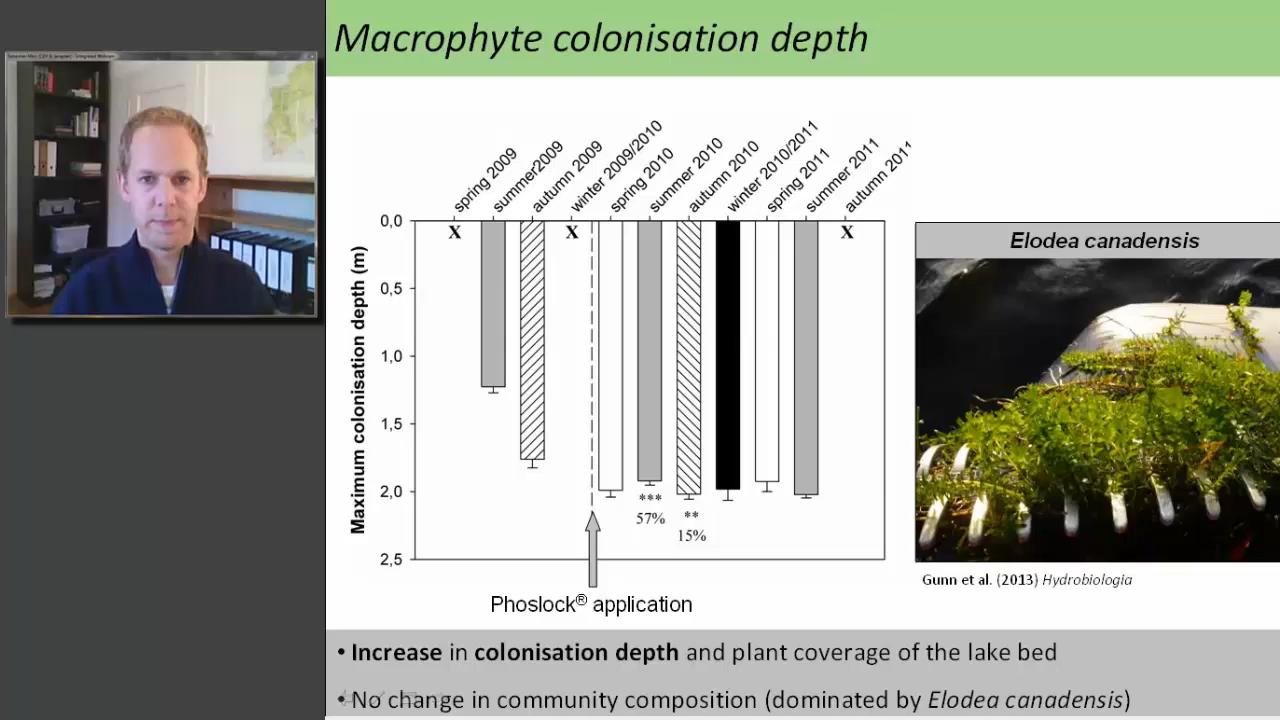 Macrophyte colonisation depth
spring 2009
summer2009
autumn 2009
winter 2009/2010
spring 2010
summer 2010
autumn 2010
winter 2010/2011
spring 2011
summer 2011
autumn 2011
Maximum colonisation depth (m)
0,0
0,5
1,0
1,5
2,0
2,5
X
X
X
***
57%
**
15%
Phoslock® application
Elodea canadensis
Gunn et al. (2013) Hydrobiologia
• Increase in colonisation depth and plant coverage of the lake bed
• No change in community composition (dominated by Elodea canadensis)